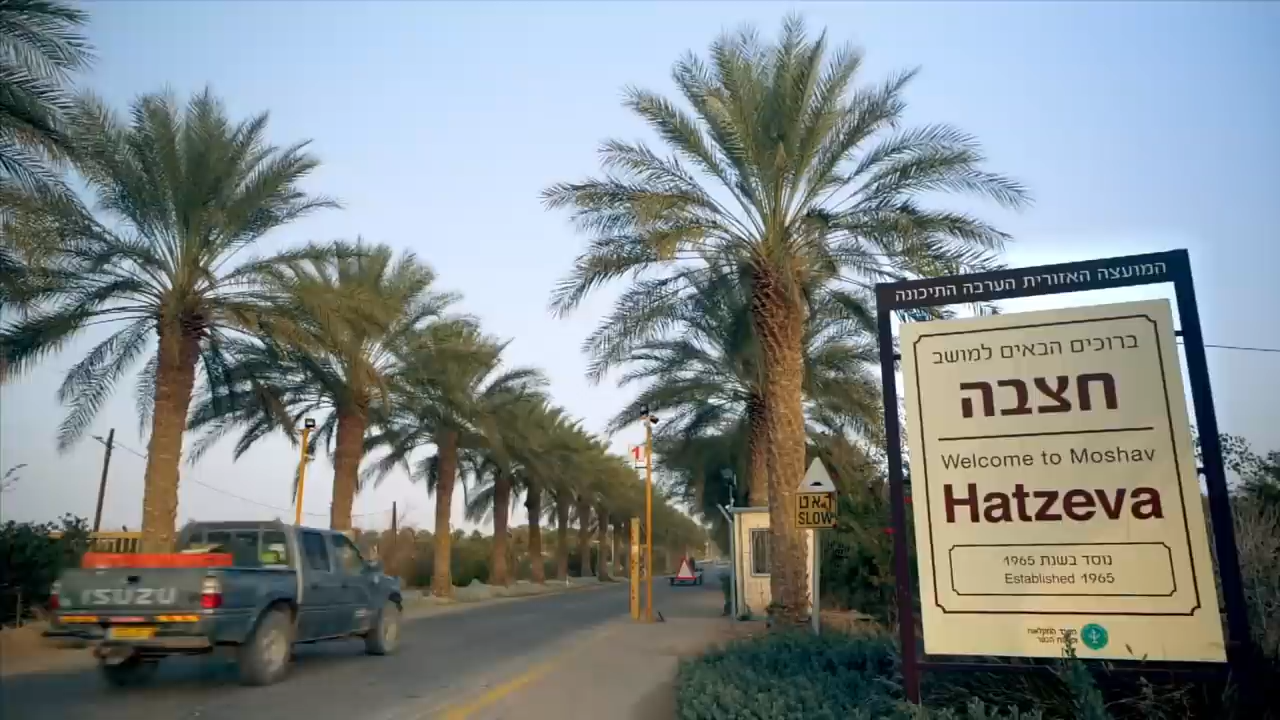 המועצה האזורית הערבה התיכונה
ברוכים הבאים למושב
חצבה
Welcome to Moshav
Hatzeva
נוסד בשנת 1965
Established 1965
האט
SLOW
1
ISUZU